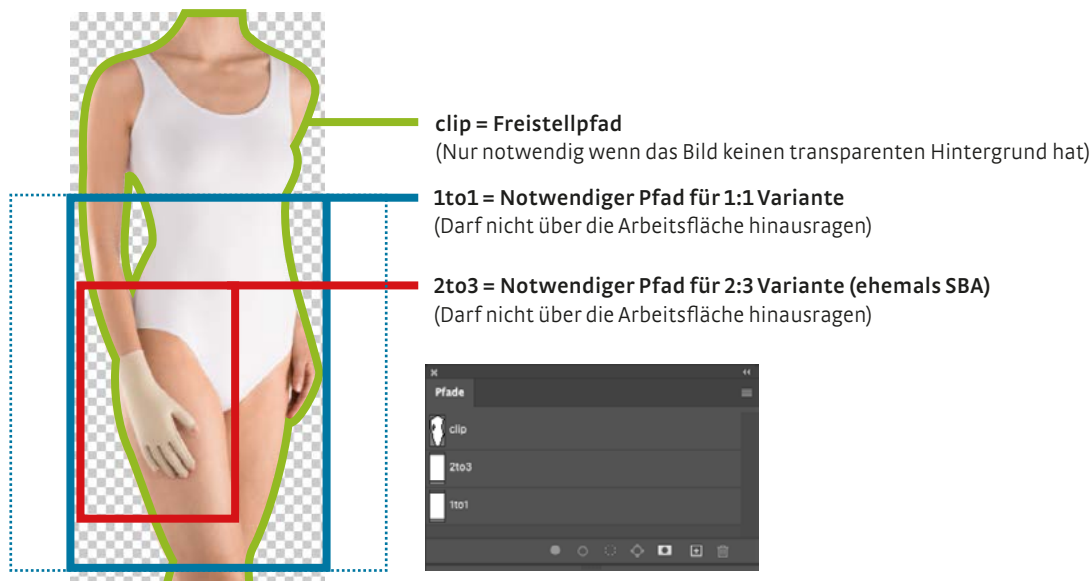 clip = Freistellpfad
(Nur notwendig wenn das Bild keinen transparenten Hintergrund hat)
1to1 = Notwendiger Pfad für 1:1 Variante
(Darf nicht über die Arbeitsfläche hinausragen)
2to3 = Notwendiger Pfad für 2:3 Variante (ehemals SBA)
(Darf nicht über die Arbeitsfläche hinausragen)
Pfade
clip
2to3
1to1